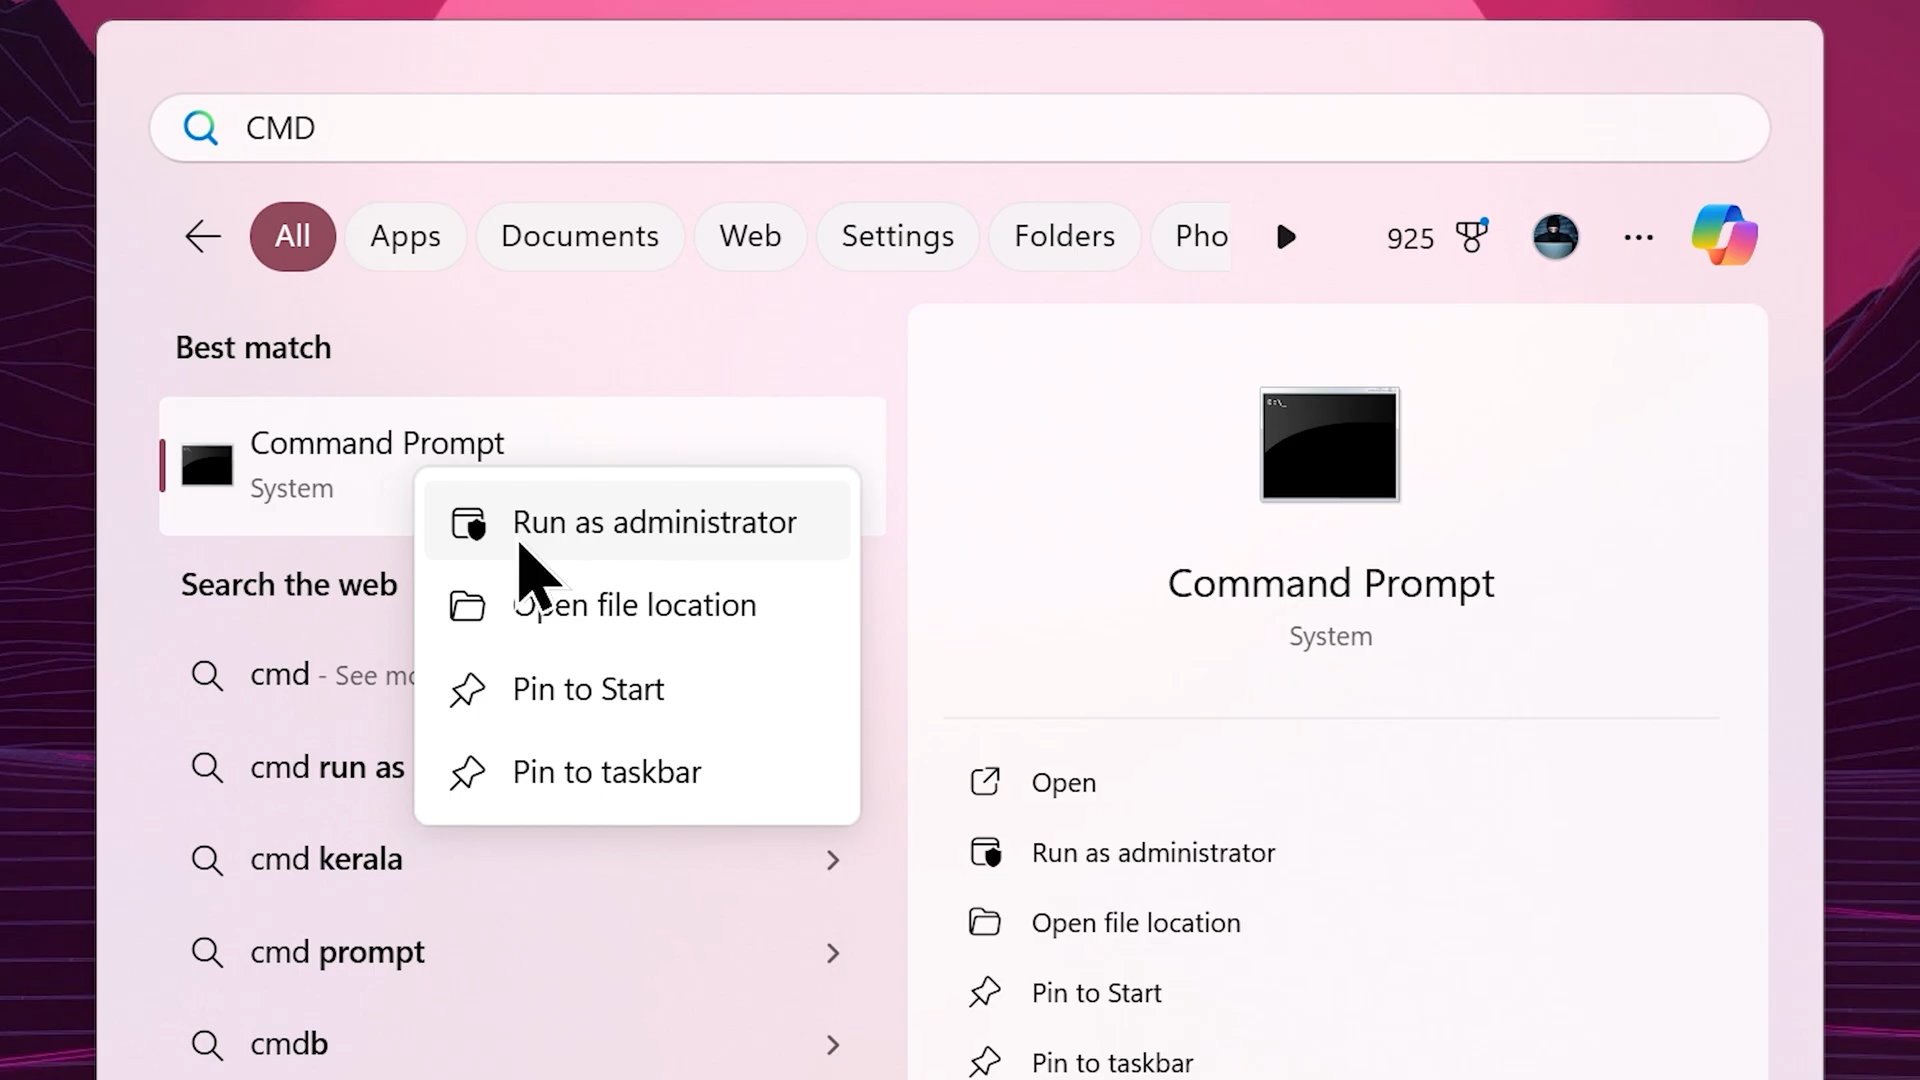 CMD
All
Apps
Documents
Web
Settings
Folders
Pho
925
Best match
Command Prompt
System
Run as administrator
Open file location
Pin to Start
Pin to taskbar
Search the web
cmd - See mo
cmd run as
cmd kerala
cmd prompt
cmdb
C:\_
Command Prompt
System
Open
Run as administrator
Open file location
Pin to Start
Pin to taskbar